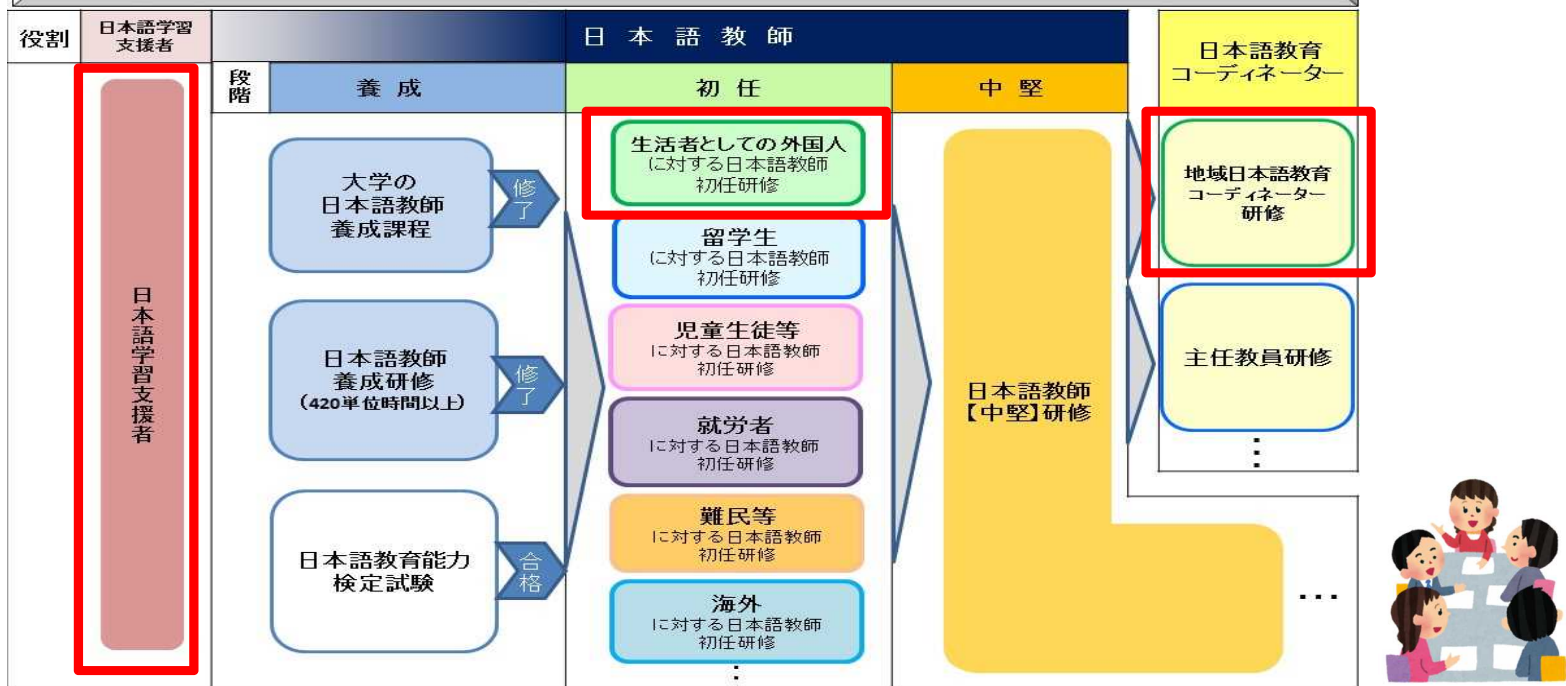 役割
日本語学習
支援者
日本語教師
日本語教育
コーディネーター
段階
養成
初任
中堅
日本語学習支援者
大学の
日本語教師
養成課程
修了
日本語教師
養成研修
(420単位時間以上)
修了
日本語教育能力
検定試験
合格
生活者としての外国人
に対する日本語教師
初任研修
留学生
に対する日本語教師
初任研修
児童生徒等
に対する日本語教師
初任研修
就労者
に対する日本語教師
初任研修
難民等
に対する日本語教師
初任研修
海外
に対する日本語教師
初任研修
⋮
日本語教師
【中堅】研修
地域日本語教育
コーディネーター
研修
主任教員研修
⋮
…